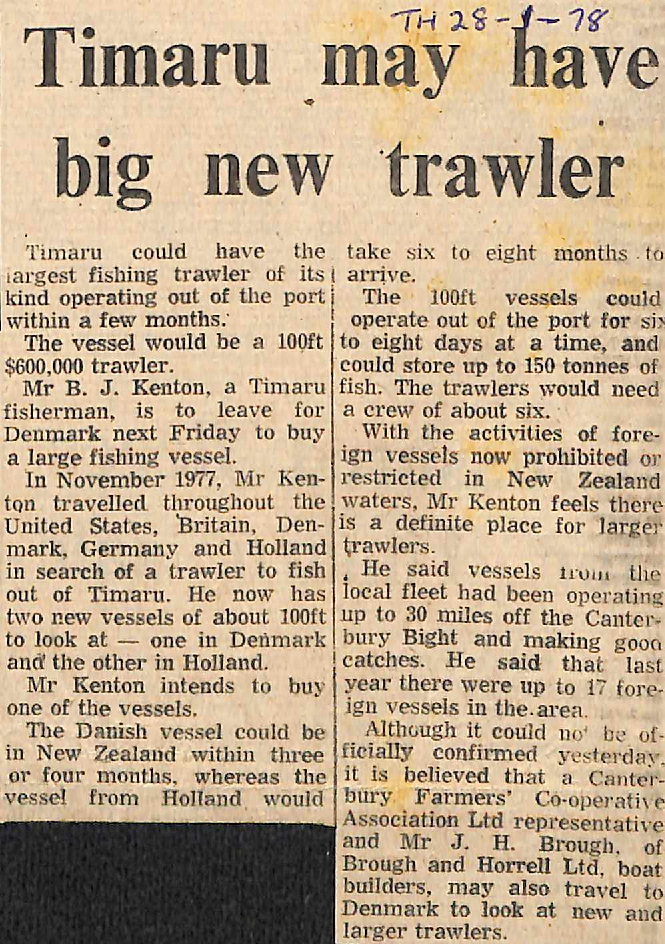 TH 28-1-78
Timaru may have
big new trawler
Timaru could have the
largest fishing trawler of its
kind operating out of the port
within a few months.
The vessel would be a 100ft
$600,000 trawler.
Mr B. J. Kenton, a Timaru
fisherman, is to leave for
Denmark next Friday to buy
a large fishing vessel.
In November 1977, Mr Ken-
ton travelled throughout the
United States, Britain, Den-
mark, Germany and Holland
in search of a trawler to fish
out of Timaru. He now has
two new vessels of about 100ft
to look at — one in Denmark
and the other in Holland.
Mr Kenton intends to buy
one of the vessels.
The Danish vessel could be
in New Zealand within three
or four months, whereas the
vessel from Holland would
take six to eight months to
arrive.
The 100ft vessels could
operate out of the port for six
to eight days at a time, and
could store up to 150 tonnes of
fish. The trawlers would need
a crew of about six.
With the activities of fore-
ign vessels now prohibited or
restricted in New Zealand
waters, Mr Kenton feels there
is a definite place for larger
trawlers.
He said vessels from the
local fleet had been operating
up to 30 miles off the Canter-
bury Bight and making good
catches. He said that last
year there were up to 17 fore-
ign vessels in the area.
Although it could not be of-
ficially confirmed yesterday,
it is believed that a Canter-
bury Farmers' Co-operative
Association Ltd representative
and Mr J. H. Brough, of
Brough and Horrell Ltd, boat
builders, may also travel to
Denmark to look at new and
larger trawlers.